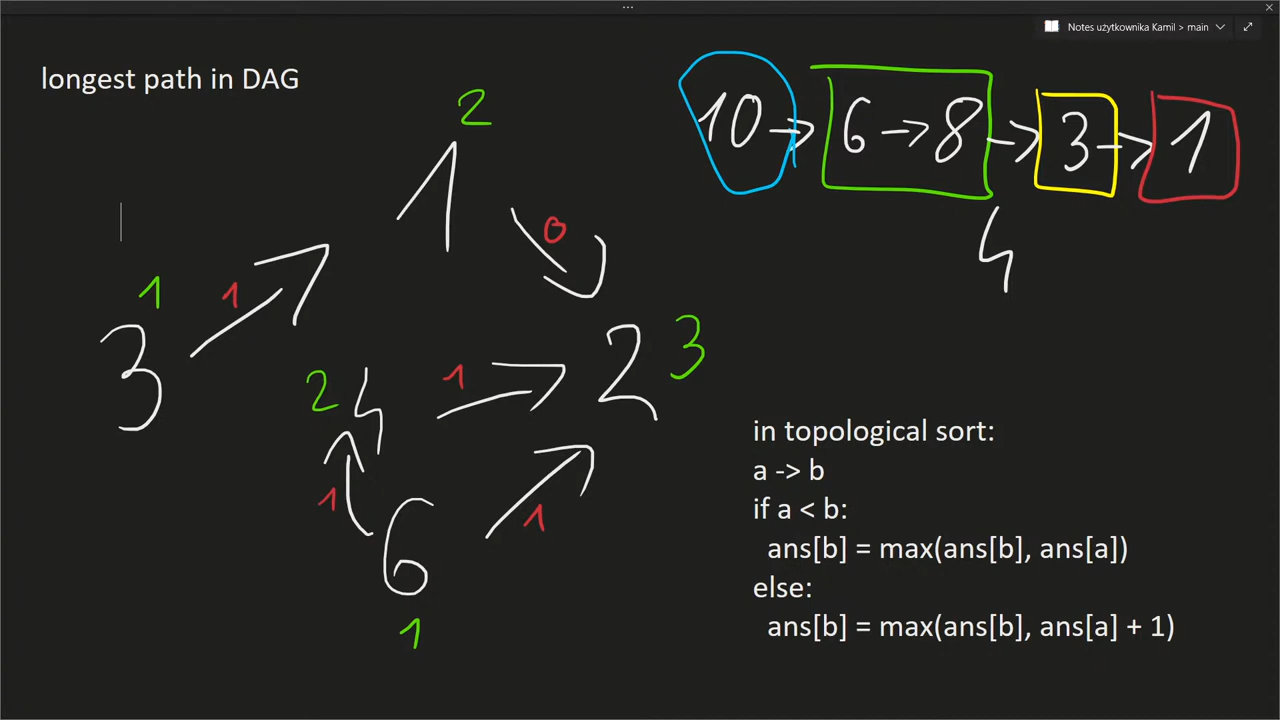 Notes użytkownika Kamil > main
longest path in DAG
10 → 6 → 8 → 3 → 1
4
2
1
0
1
1
3
2
3
2
4
1
1
6
1
1
in topological sort:
a -> b
if a < b:
ans[b] = max(ans[b], ans[a])
else:
ans[b] = max(ans[b], ans[a] + 1)